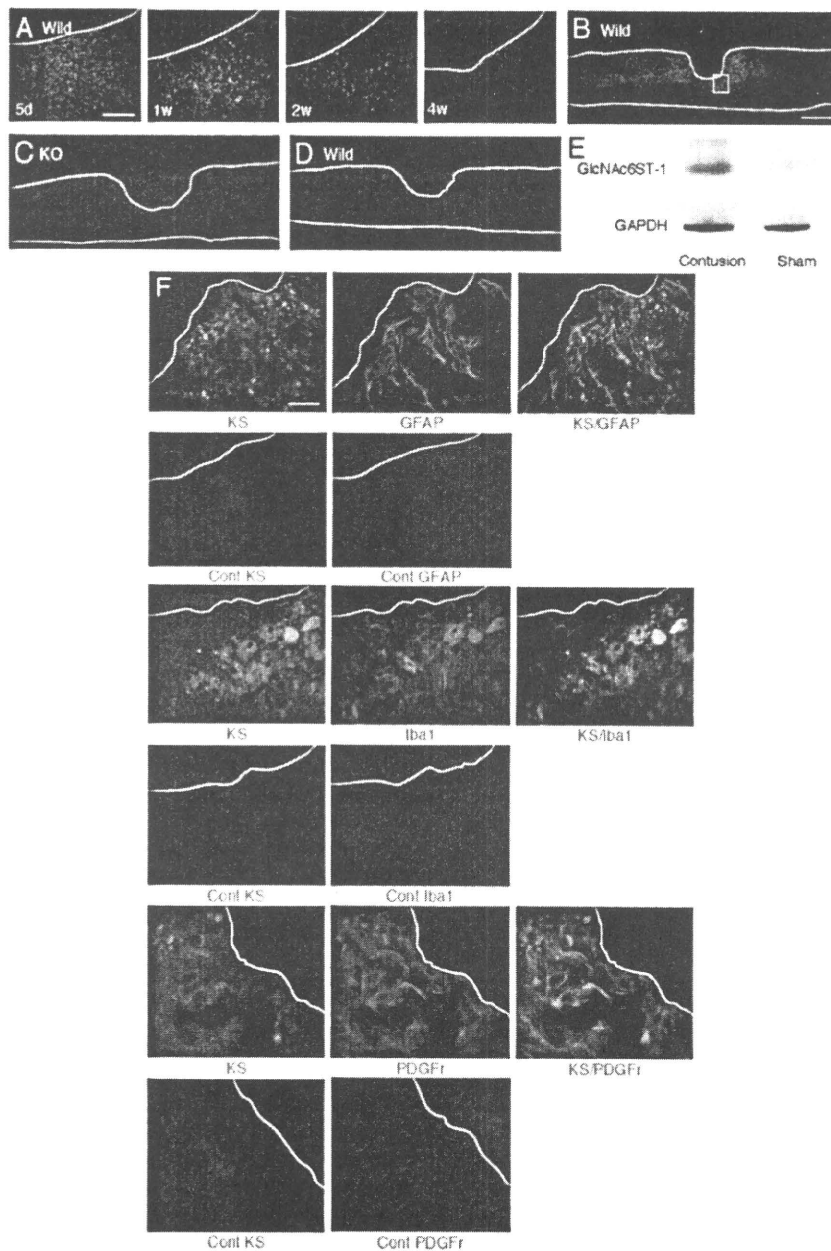 A Wild
5d
1w
2w
4w
B Wild
C KO
D Wild
E
GlcNAc6ST-1
GAPDH
Contusion Sham
F
KS GFAP KS/GFAP
Cont KS Cont GFAP
KS Iba1 KS/Iba1
Cont KS Cont Iba1
KS PDGFr KS/PDGFr
Cont KS Cont PDGFr